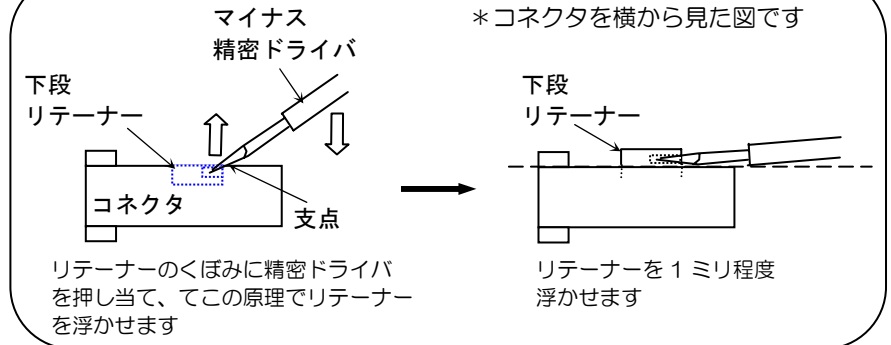 マイナス
精密ドライバ
＊コネクタを横から見た図です
下段
リテーナー
コネクタ
支点
リテーナーのくぼみに精密ドライバ
を押し当て、てこの原理でリテーナー
を浮かせます
下段
リテーナー
リテーナーを 1 ミリ程度
浮かせます